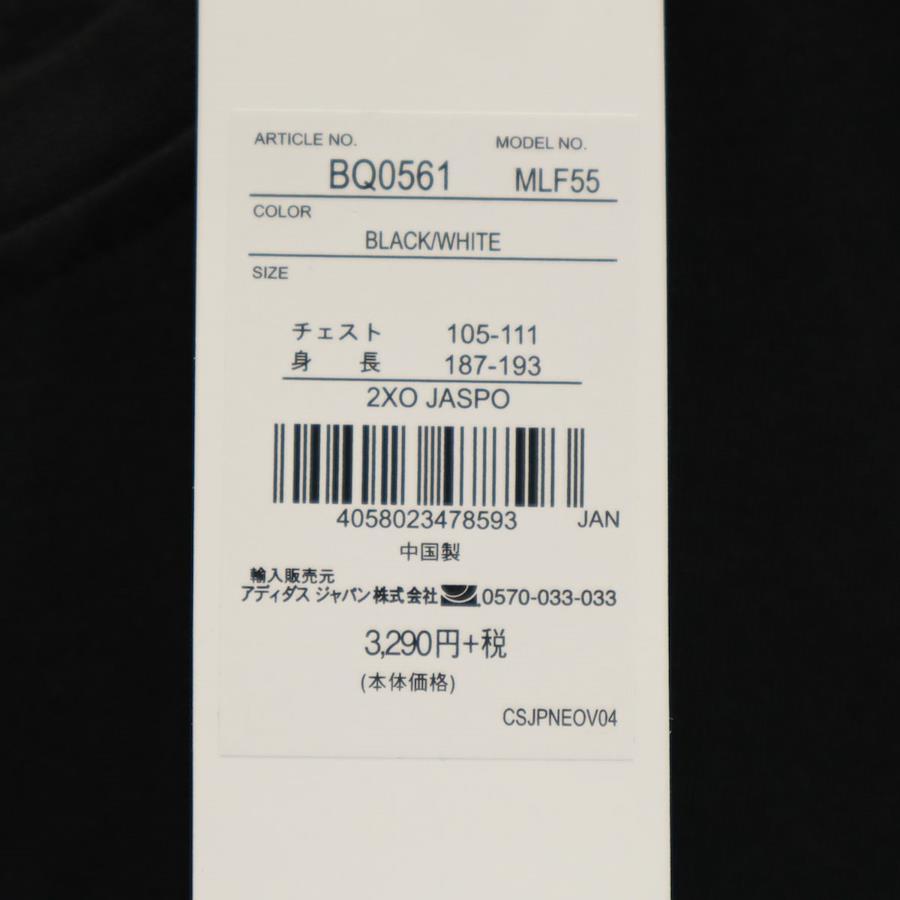 ARTICLE NO. MODEL NO.
BQ0561 MLF55
COLOR
BLACK/WHITE
SIZE
チェスト 105-111
身 長 187-193
2XO JASPO
4058023478593 JAN
中国製
輸入販売元
アディダス ジャパン株式会社 0570-033-033
3,290円+税
(本体価格)
CSJPNEOV04